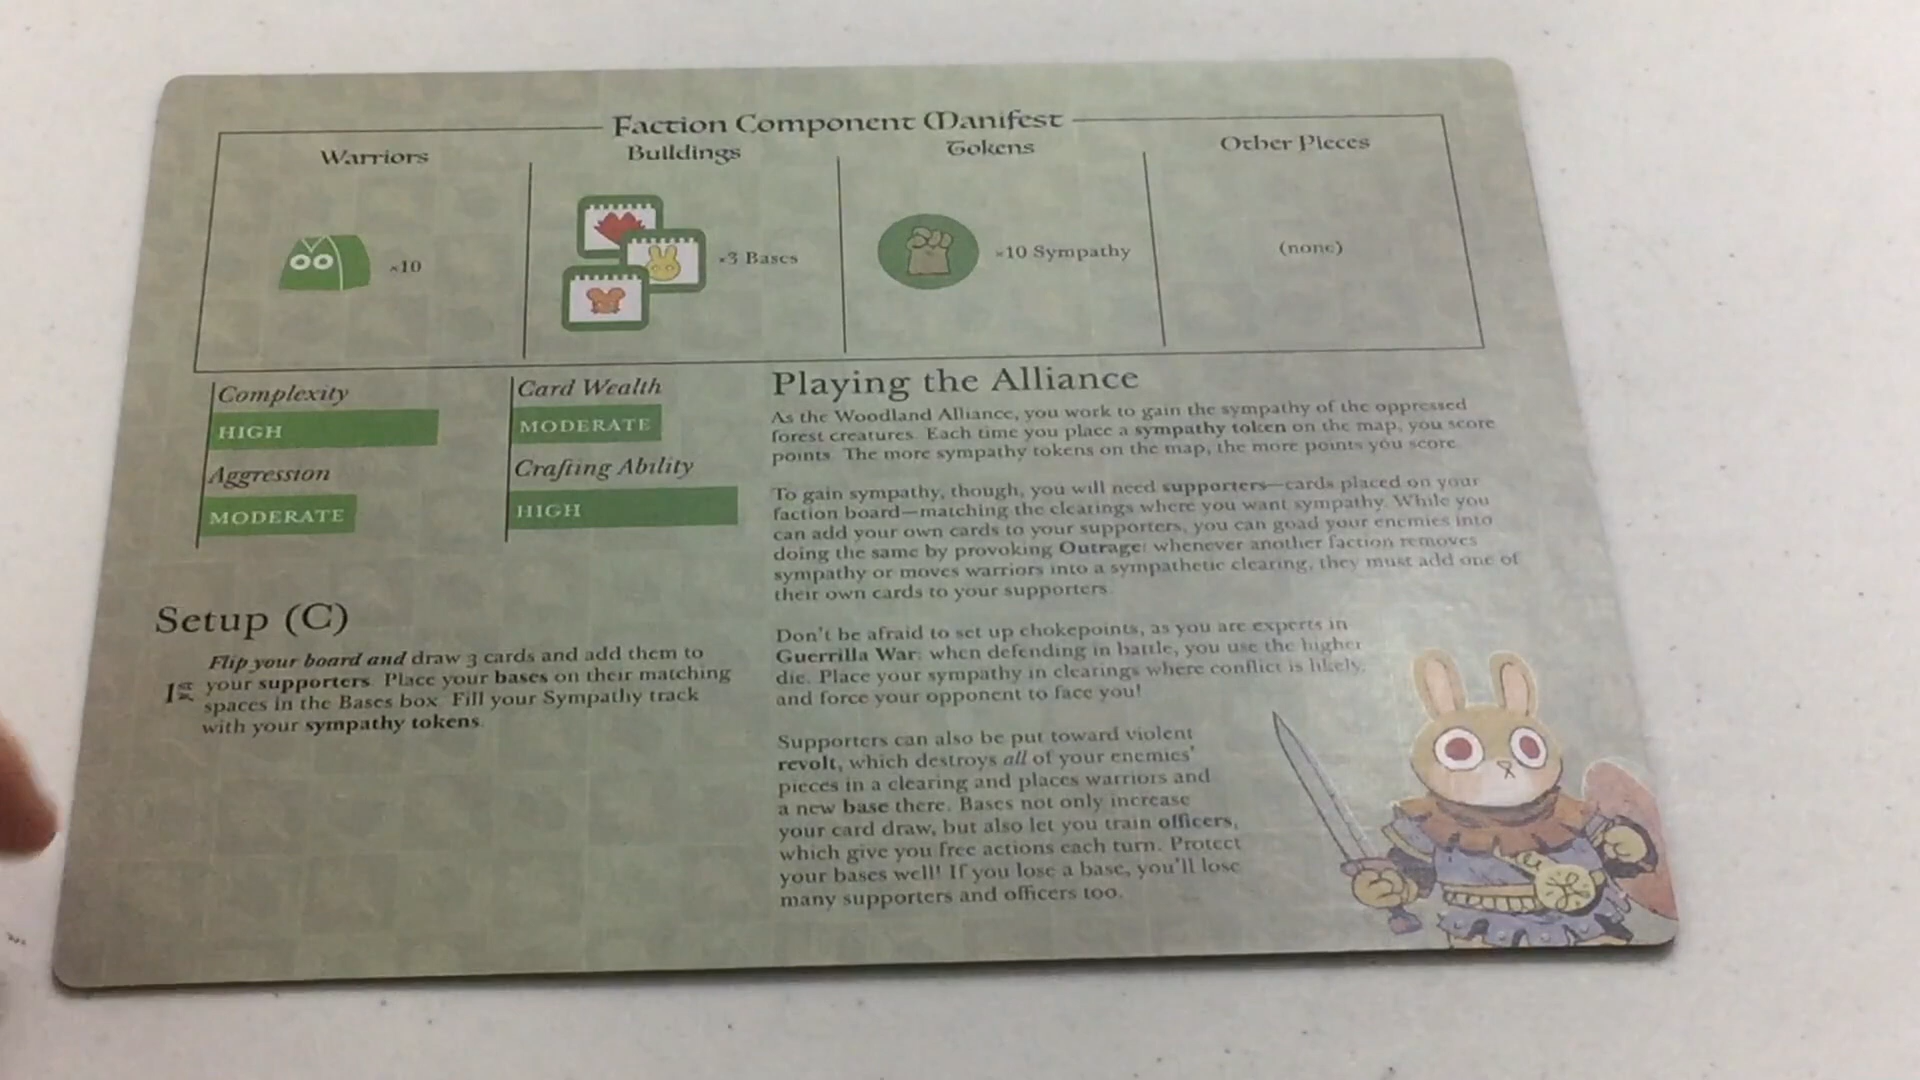 Faction Component Manifest
Warriors
Buildings
Tokens
Other Pieces
×10
×3 Bases
×10 Sympathy
(none)
Complexity
HIGH
Card Wealth
MODERATE
Aggression
MODERATE
Crafting Ability
HIGH
Setup (C)
1st
Flip your board and draw 3 cards and add them to
your supporters. Place your bases on their matching
spaces in the Bases box. Fill your Sympathy track
with your sympathy tokens.
Playing the Alliance
As the Woodland Alliance, you work to gain the sympathy of the oppressed
forest creatures. Each time you place a sympathy token on the map, you score
points. The more sympathy tokens on the map, the more points you score.
To gain sympathy, though, you will need supporters—cards placed on your
faction board—matching the clearings where you want sympathy. While you
can add your own cards to your supporters, you can goad your enemies into
doing the same by provoking Outrage: whenever another faction removes
sympathy or moves warriors into a sympathetic clearing, they must add one of
their own cards to your supporters.
Don't be afraid to set up chokepoints, as you are experts in
Guerrilla War: when defending in battle, you use the higher
die. Place your sympathy in clearings where conflict is likely,
and force your opponent to face you!
Supporters can also be put toward violent
revolt, which destroys all of your enemies'
pieces in a clearing and places warriors and
a new base there. Bases not only increase
your card draw, but also let you train officers,
which give you free actions each turn. Protect
your bases well! If you lose a base, you'll lose
many supporters and officers too.